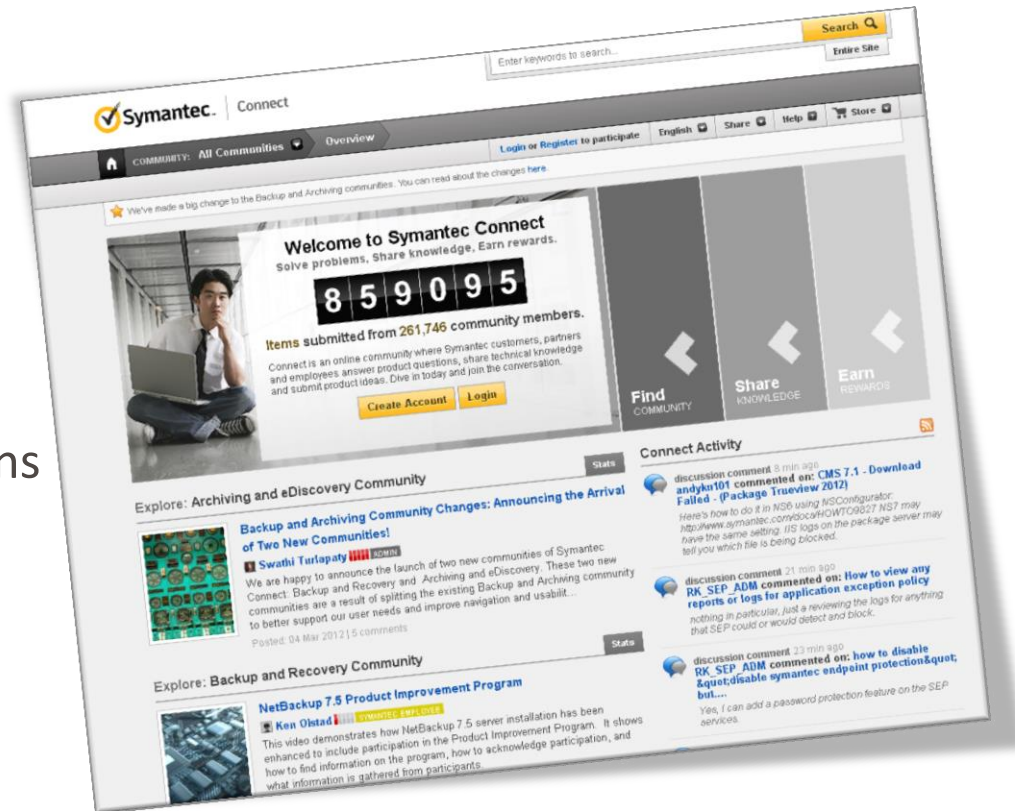 Search
Enter keywords to search...
Entire Site
Symantec. Connect
COMMUNITY: All Communities Overview
Login or Register to participate English Share Help Store
We've made a big change to the Backup and Archiving communities. You can read about the changes here.
Welcome to Symantec Connect
Solve problems, Share knowledge, Earn rewards.
859095
Items submitted from 261,746 community members.
Connect is an online community where Symantec customers, partners
and employees answer product questions, share technical knowledge
and submit product ideas. Dive in today and join the conversation.
Create Account Login
Find
COMMUNITY
Share
KNOWLEDGE
Earn
REWARDS
ns
Explore: Archiving and eDiscovery Community
Stats
Backup and Archiving Community Changes: Announcing the Arrival
of Two New Communities!
Swathi Turlapaty ADMIN
We are happy to announce the launch of two new communities of Symantec
Connect: Backup and Recovery and Archiving and eDiscovery. These two new
communities are a result of splitting the existing Backup and Archiving community
to better support our user needs and improve navigation and usabilit...
Posted: 04 Mar 2012 | 5 comments
Explore: Backup and Recovery Community
Stats
NetBackup 7.5 Product Improvement Program
Ken Olstad SYMANTEC EMPLOYEE
This video demonstrates how NetBackup 7.5 server installation has been
enhanced to include participation in the Product Improvement Program. It shows
how to find information on the program, how to acknowledge participation, and
what information is gathered from participants.
Connect Activity
discussion comment 8 min ago
andyku101 commented on: CMS 7.1 - Download
Failed - (Package Trueview 2012)
Here's how to do it in NS6 using NSConfigurator:
http://www.symantec.com/docs/HOWTO9827 NS7 may
have the same setting. IIS logs on the package server may
tell you which file is being blocked.
discussion comment 21 min ago
RK_SEP_ADM commented on: How to view any
reports or logs for application exception policy
nothing in particular, just a reviewing the logs for anything
that SEP could or would detect and block.
discussion comment 23 min ago
RK_SEP_ADM commented on: how to disable
&quot;disable symantec endpoint protection&quot;
but....
Yes, I can add a password protection feature on the SEP
services.